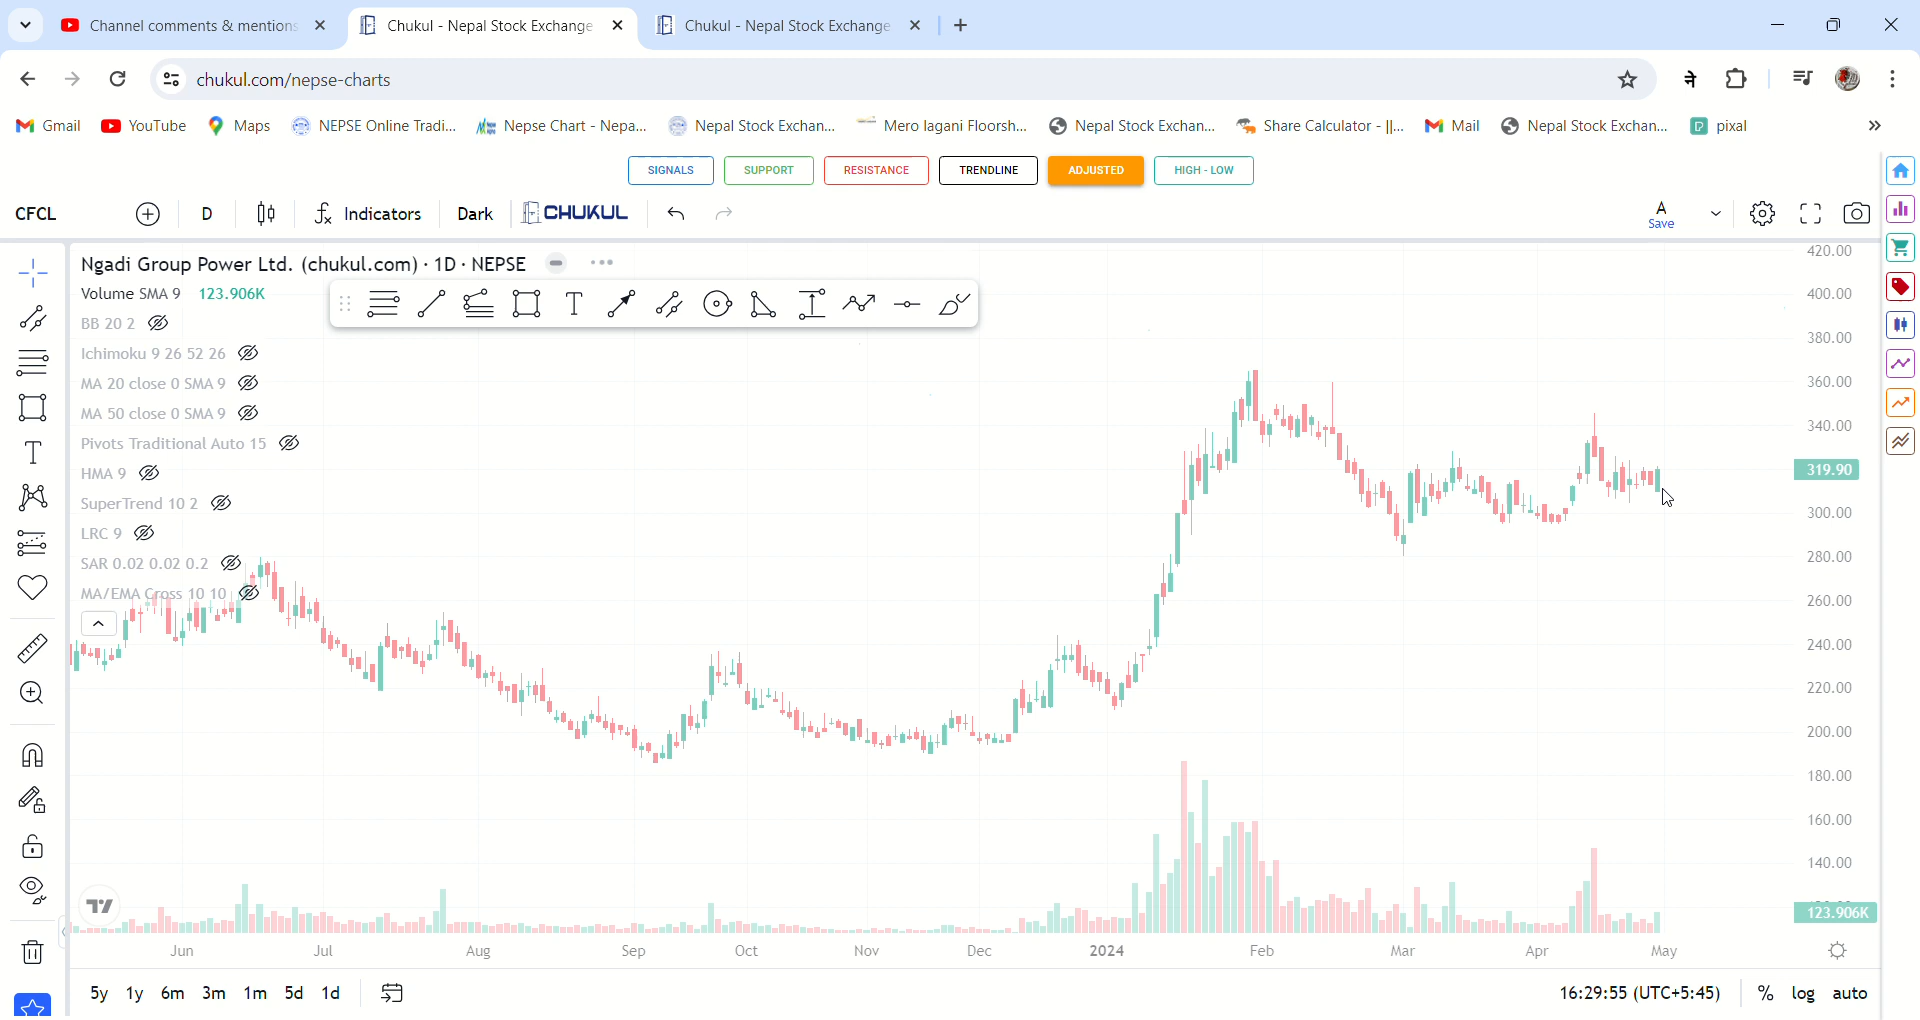 Channel comments & mentions
Chukul - Nepal Stock Exchange
Chukul - Nepal Stock Exchange
chukul.com/nepse-charts
Gmail
YouTube
Maps
NEPSE Online Tradi...
Nepse Chart - Nepa...
Nepal Stock Exchan...
Mero lagani Floorsh...
Nepal Stock Exchan...
Share Calculator - ||...
Mail
Nepal Stock Exchan...
pixal
SIGNALS
SUPPORT
RESISTANCE
TRENDLINE
ADJUSTED
HIGH - LOW
CFCL
D
Indicators
Dark
CHUKUL
A
Save
Ngadi Group Power Ltd. (chukul.com) · 1D · NEPSE
Volume SMA 9 123.906K
BB 20 2
Ichimoku 9 26 52 26
MA 20 close 0 SMA 9
MA 50 close 0 SMA 9
Pivots Traditional Auto 15
HMA 9
SuperTrend 10 2
LRC 9
SAR 0.02 0.02 0.2
MA/EMA Cross 10 10
420.00
400.00
380.00
360.00
340.00
319.90
300.00
280.00
260.00
240.00
220.00
200.00
180.00
160.00
140.00
123.906K
Jun
Jul
Aug
Sep
Oct
Nov
Dec
2024
Feb
Mar
Apr
May
5y
1y
6m
3m
1m
5d
1d
16:29:55 (UTC+5:45)
%
log
auto